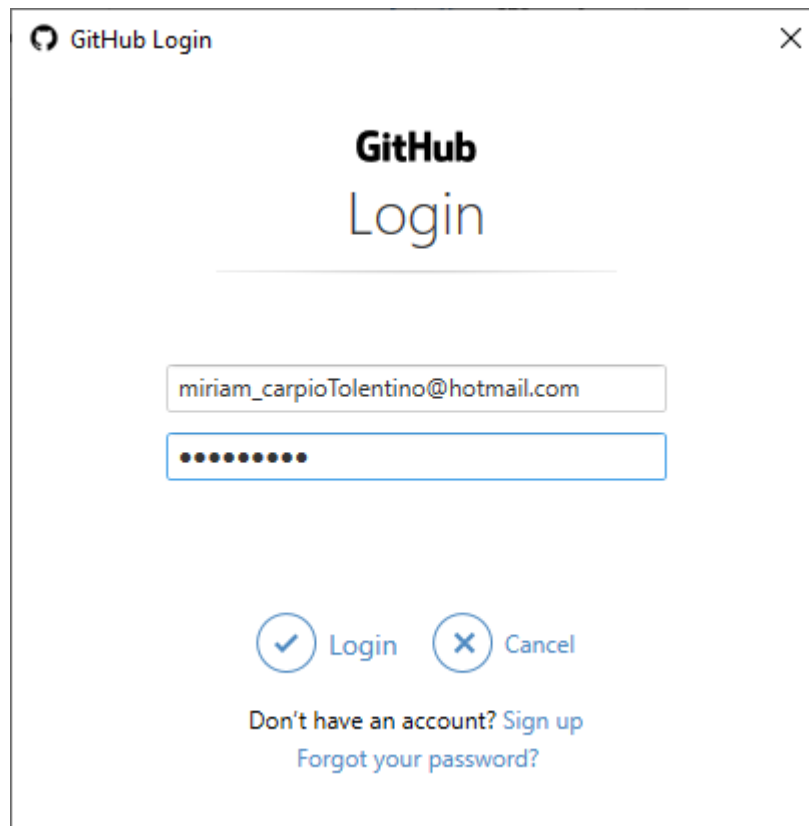 GitHub Login
GitHub
Login
miriam_carpioTolentino@hotmail.com
●●●●●●●●●
Login Cancel
Don't have an account? Sign up
Forgot your password?